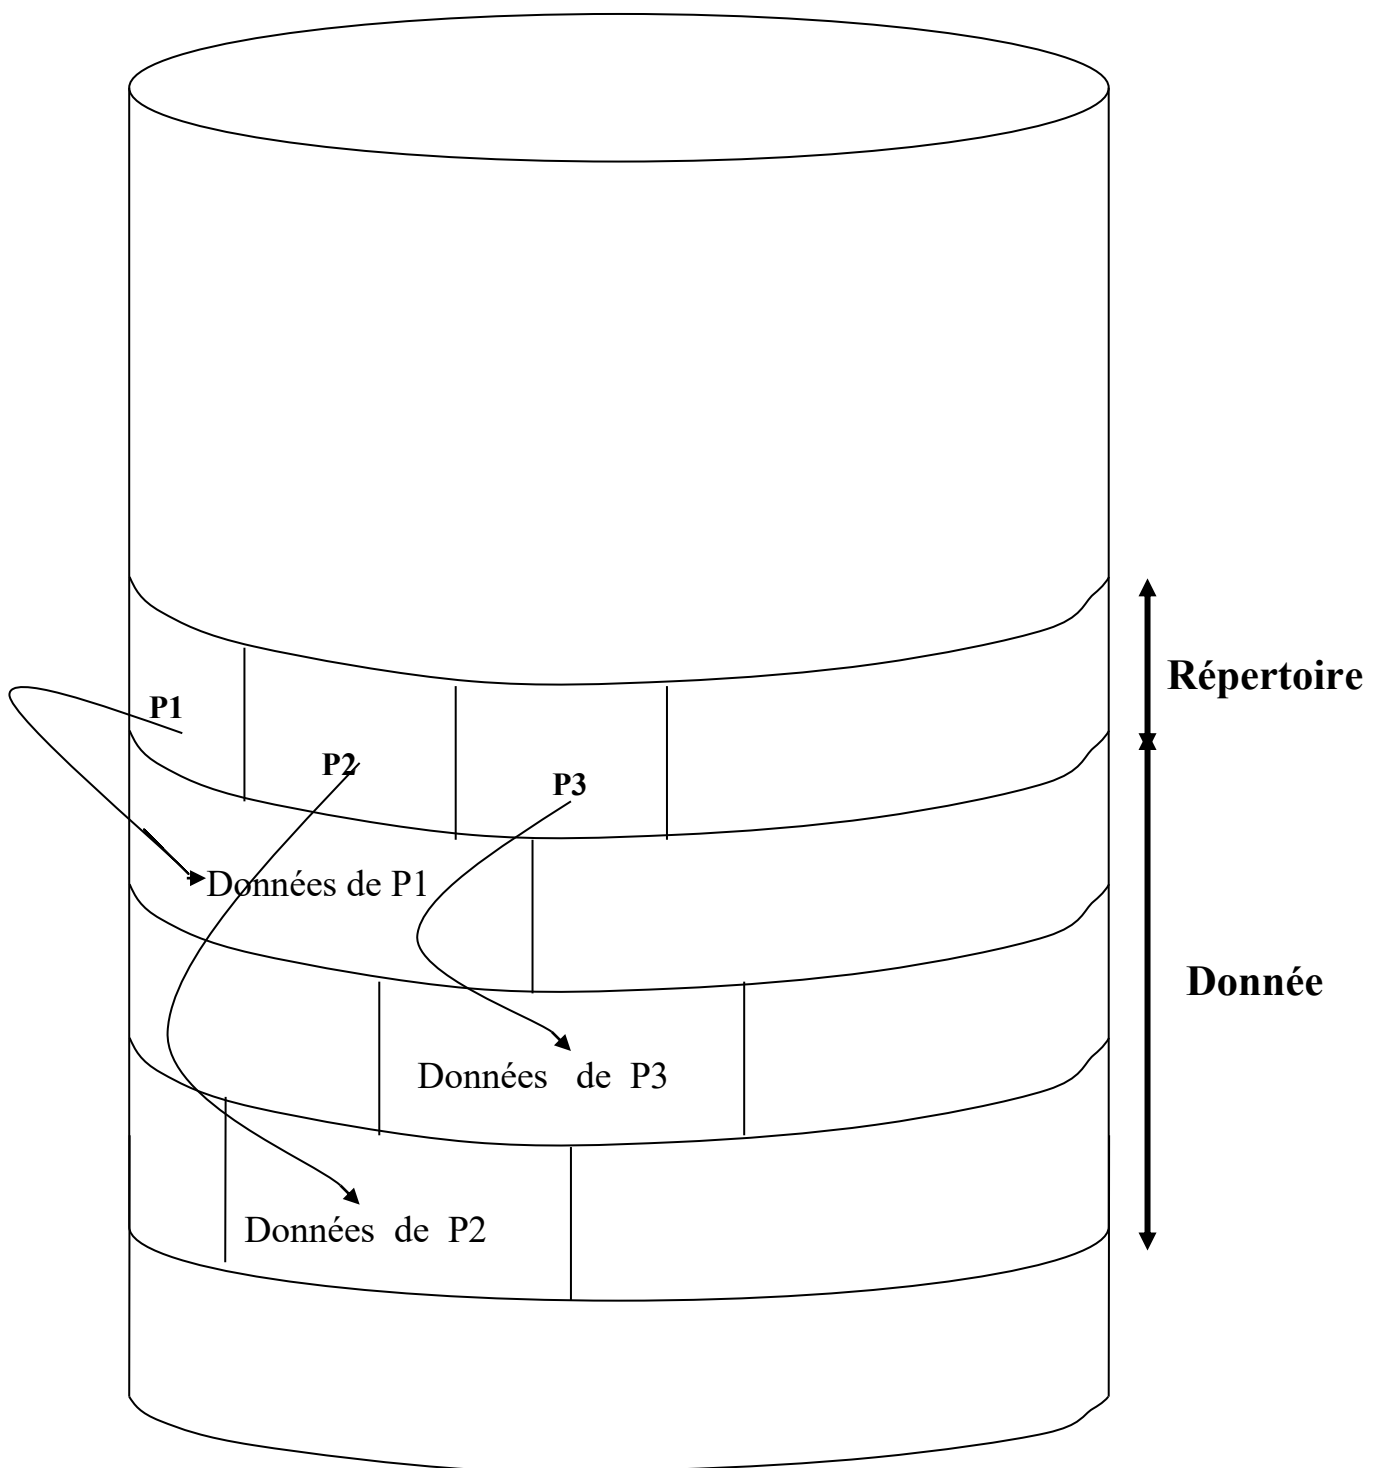 Répertoire
P1
P2
P3
Données de P1
Donnée
Données de P3
Données de P2